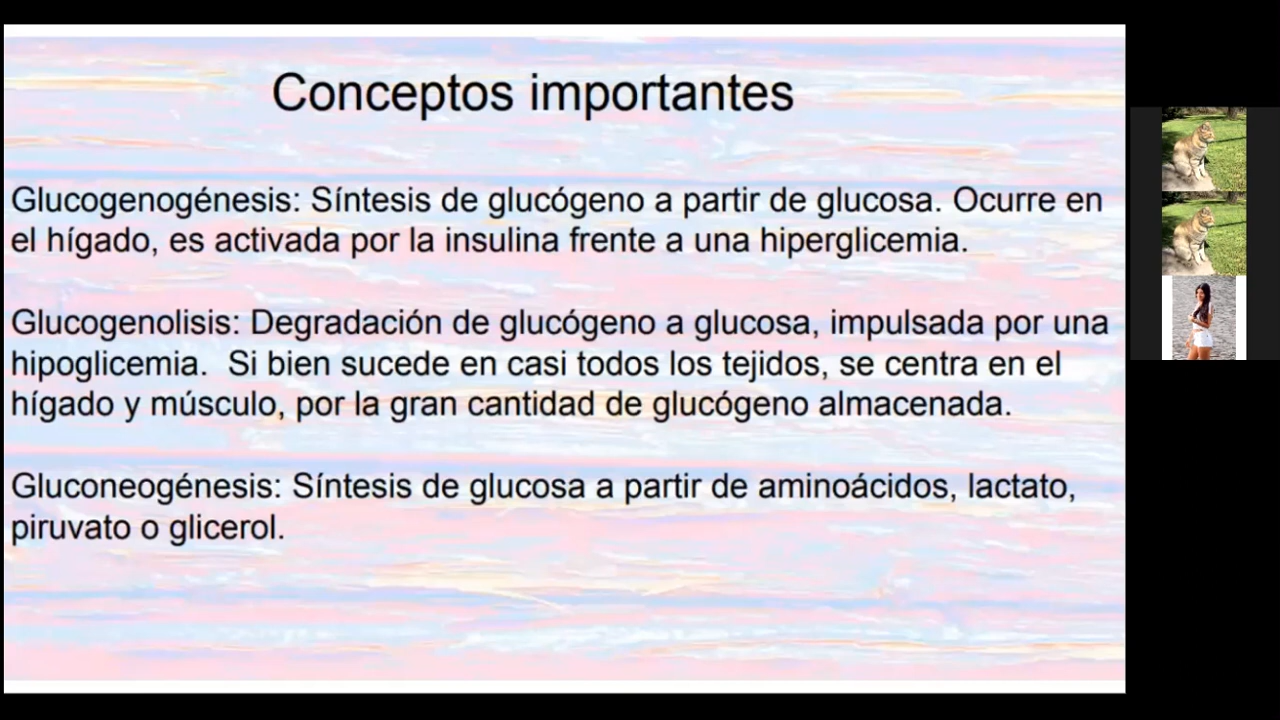 Conceptos importantes
Glucogenogénesis: Síntesis de glucógeno a partir de glucosa. Ocurre en
el hígado, es activada por la insulina frente a una hiperglicemia.
Glucogenolisis: Degradación de glucógeno a glucosa, impulsada por una
hipoglicemia.  Si bien sucede en casi todos los tejidos, se centra en el
hígado y músculo, por la gran cantidad de glucógeno almacenada.
Gluconeogénesis: Síntesis de glucosa a partir de aminoácidos, lactato,
piruvato o glicerol.